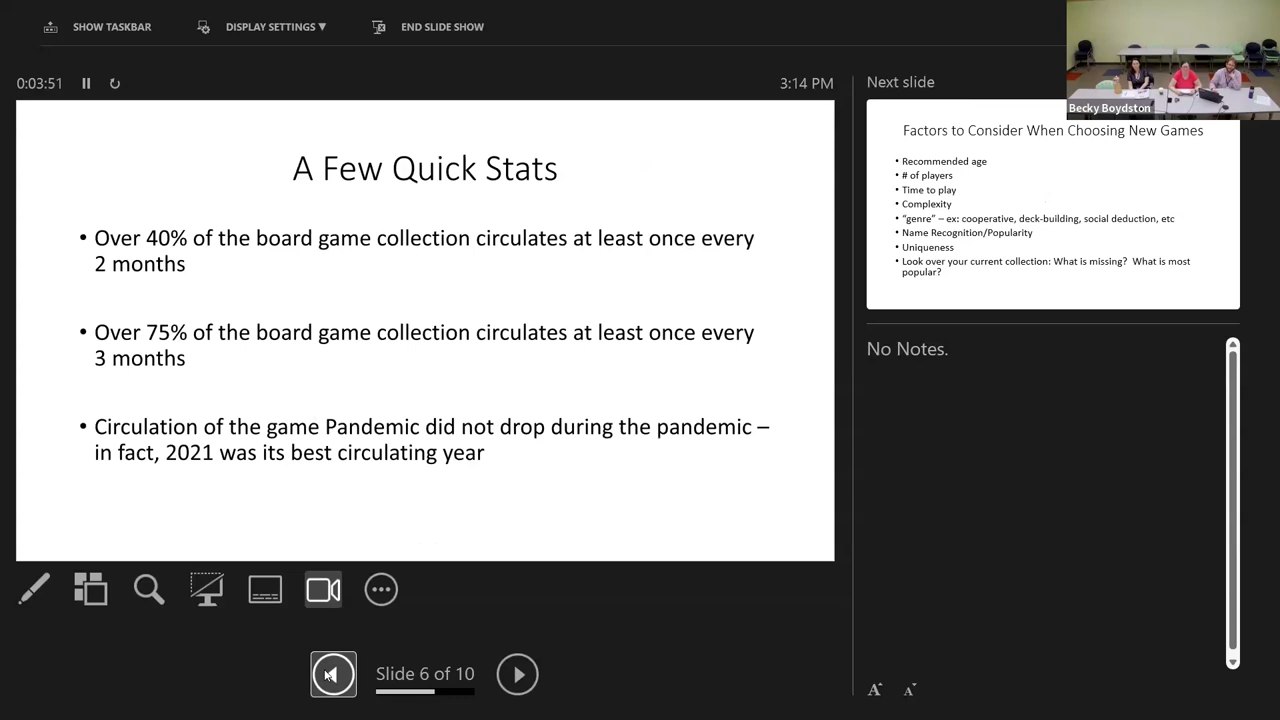 SHOW TASKBAR
DISPLAY SETTINGS ▼
END SLIDE SHOW
0:03:51
3:14 PM
A Few Quick Stats
• Over 40% of the board game collection circulates at least once every
2 months
• Over 75% of the board game collection circulates at least once every
3 months
• Circulation of the game Pandemic did not drop during the pandemic –
in fact, 2021 was its best circulating year
Slide 6 of 10
Next slide
Becky Boydston
Factors to Consider When Choosing New Games
• Recommended age
• # of players
• Time to play
• Complexity
• “genre” – ex: cooperative, deck-building, social deduction, etc
• Name Recognition/Popularity
• Uniqueness
• Look over your current collection: What is missing? What is most
popular?
No Notes.
A A